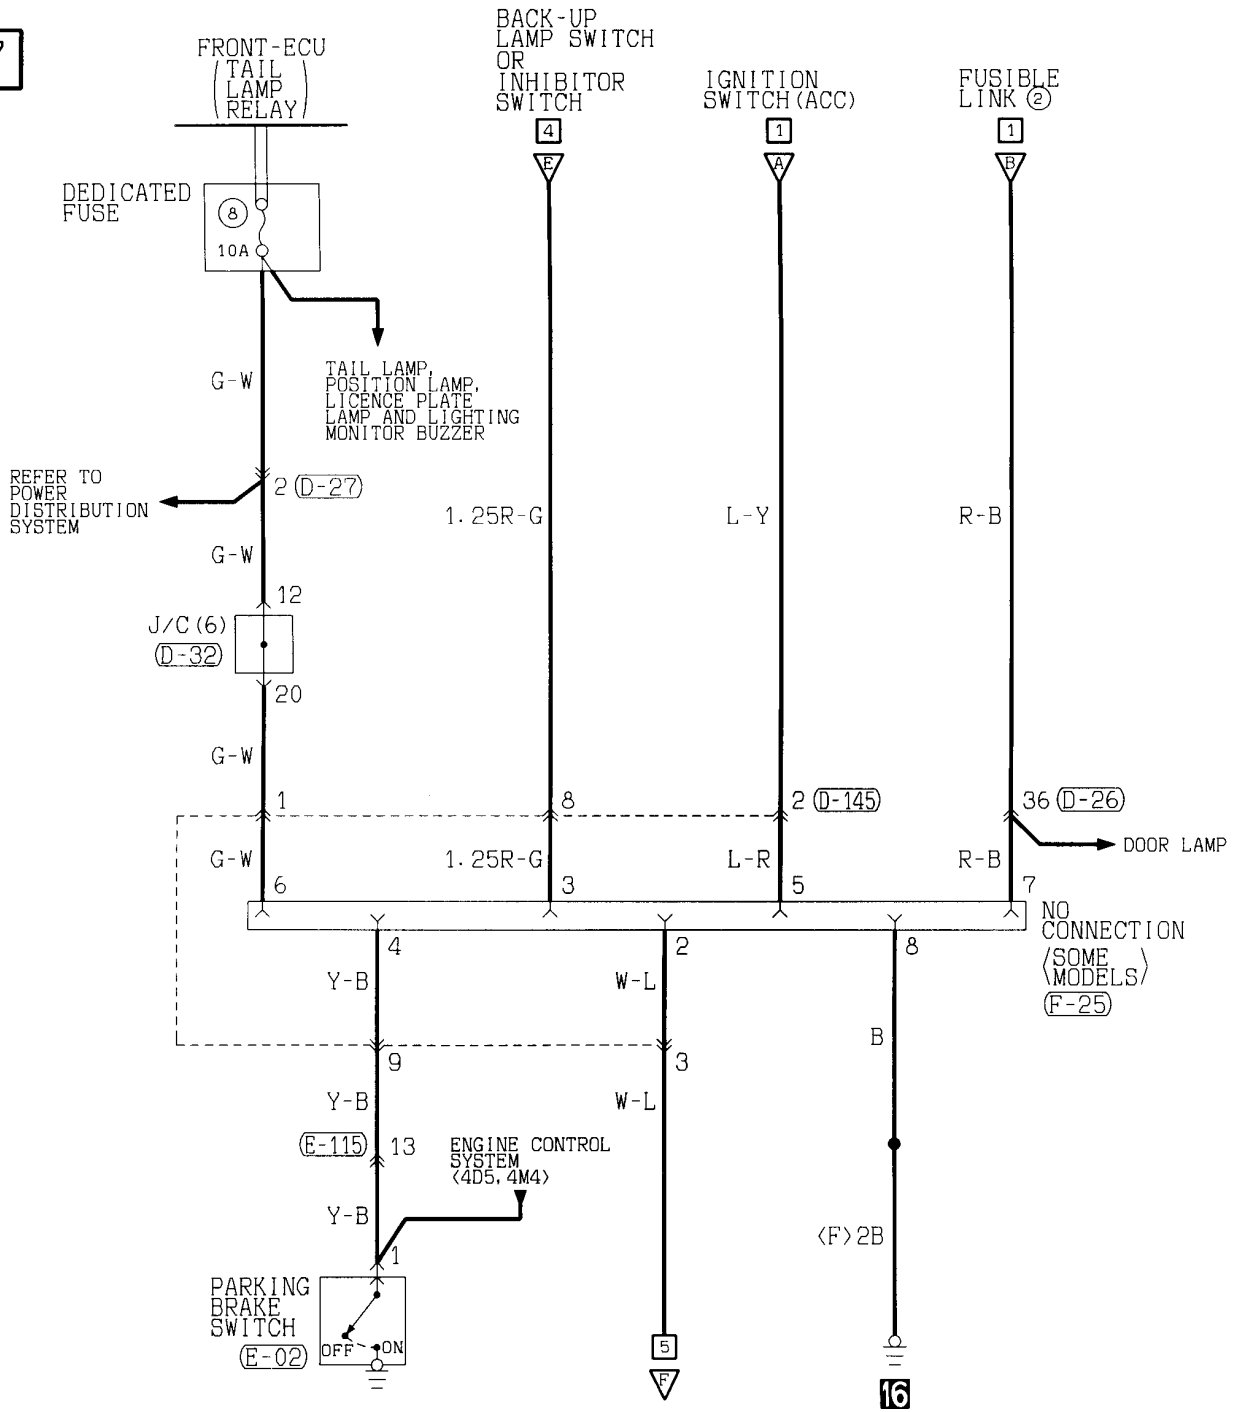 FRONT-ECU
(TAIL
LAMP
RELAY)
BACK-UP
LAMP SWITCH
OR
INHIBITOR
SWITCH
IGNITION
SWITCH(ACC)
FUSIBLE
LINK ②
4
1
1
E
A
B
DEDICATED
FUSE
8
10A
TAIL LAMP,
POSITION LAMP,
LICENCE PLATE
LAMP AND LIGHTING
MONITOR BUZZER
G-W
REFER TO
POWER
DISTRIBUTION
SYSTEM
2 (D-27)
1.25R-G
L-Y
R-B
G-W
12
J/C(6)
(D-32)
20
G-W
1
8
2 (D-145)
36 (D-26)
DOOR LAMP
G-W
1.25R-G
L-R
R-B
6
3
5
7
NO
CONNECTION
〈SOME
MODELS〉
(F-25)
4
2
8
Y-B
W-L
B
9
3
Y-B
W-L
(E-115)
13
ENGINE CONTROL
SYSTEM
〈4D5,4M4〉
Y-B
〈F〉2B
1
PARKING
BRAKE
SWITCH
(E-02)
OFF
ON
5
F
16